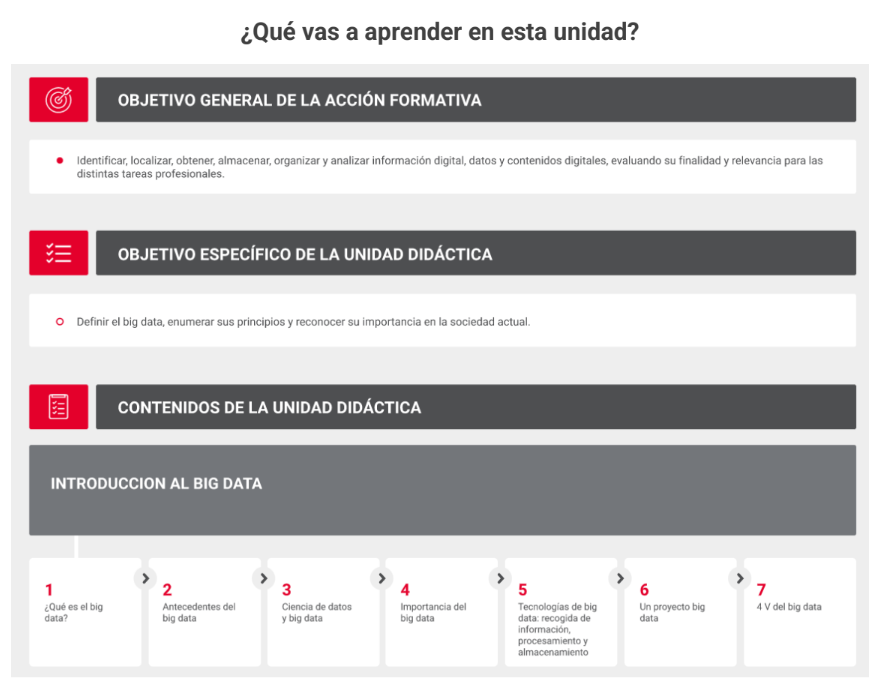 ¿Qué vas a aprender en esta unidad?
OBJETIVO GENERAL DE LA ACCIÓN FORMATIVA
Identificar, localizar, obtener, almacenar, organizar y analizar información digital, datos y contenidos digitales, evaluando su finalidad y relevancia para las
distintas tareas profesionales.
OBJETIVO ESPECÍFICO DE LA UNIDAD DIDÁCTICA
Definir el big data, enumerar sus principios y reconocer su importancia en la sociedad actual.
CONTENIDOS DE LA UNIDAD DIDÁCTICA
INTRODUCCION AL BIG DATA
1
¿Qué es el big
data?
2
Antecedentes del
big data
3
Ciencia de datos
y big data
4
Importancia del
big data
5
Tecnologías de big
data: recogida de
información,
procesamiento y
almacenamiento
6
Un proyecto big
data
7
4 V del big data